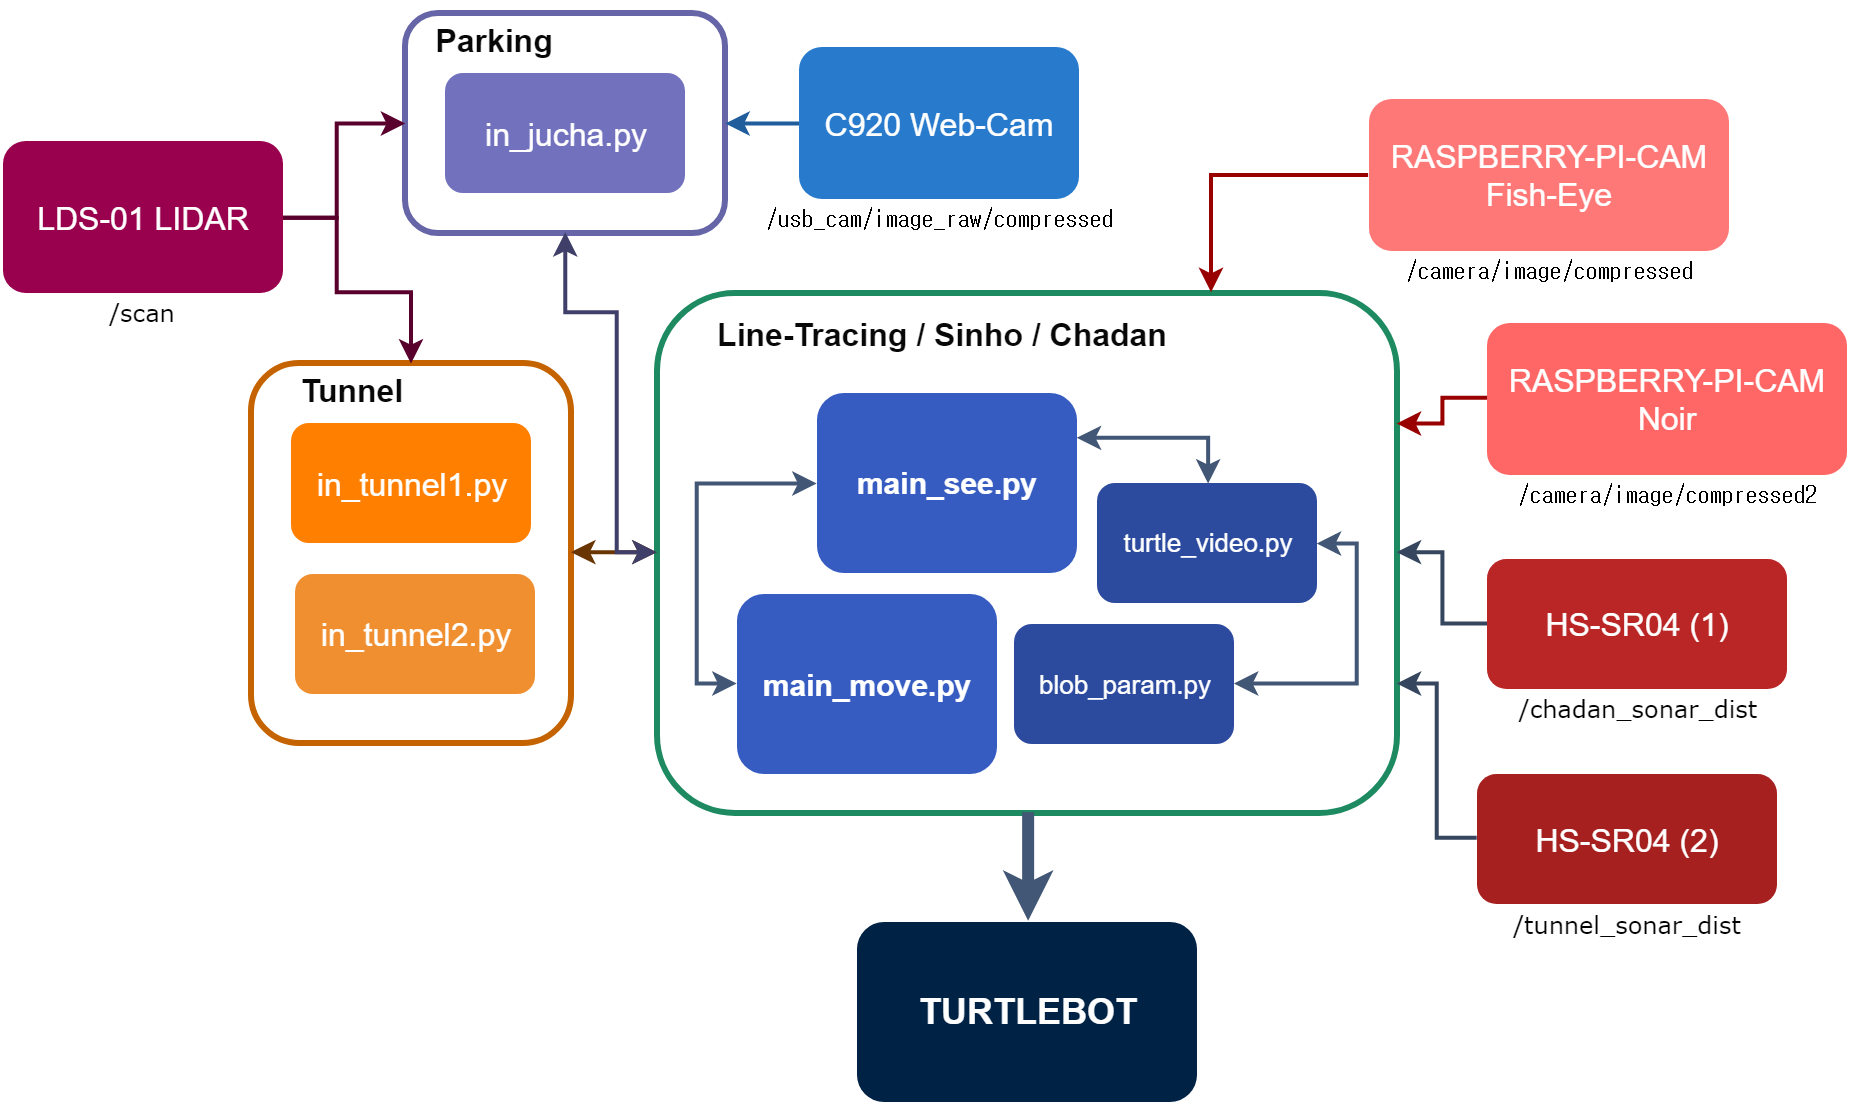 Parking
in_jucha.py
C920 Web-Cam
/usb_cam/image_raw/compressed
RASPBERRY-PI-CAM
Fish-Eye
/camera/image/compressed
LDS-01 LIDAR
/scan
Line-Tracing / Sinho / Chadan
RASPBERRY-PI-CAM
Noir
/camera/image/compressed2
Tunnel
in_tunnel1.py
in_tunnel2.py
main_see.py
turtle_video.py
main_move.py
blob_param.py
HS-SR04 (1)
/chadan_sonar_dist
HS-SR04 (2)
/tunnel_sonar_dist
TURTLEBOT